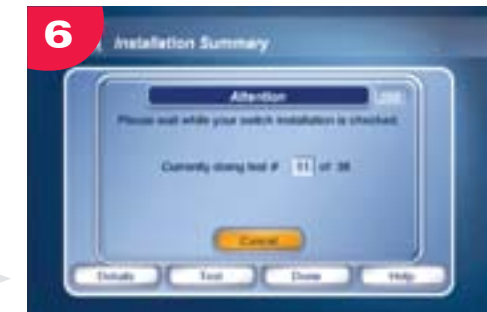 6
Installation Summary
Attention
Please wait while your switch installation is checked.
Currently doing test # 11 of 38
Cancel
Details Test Done Help